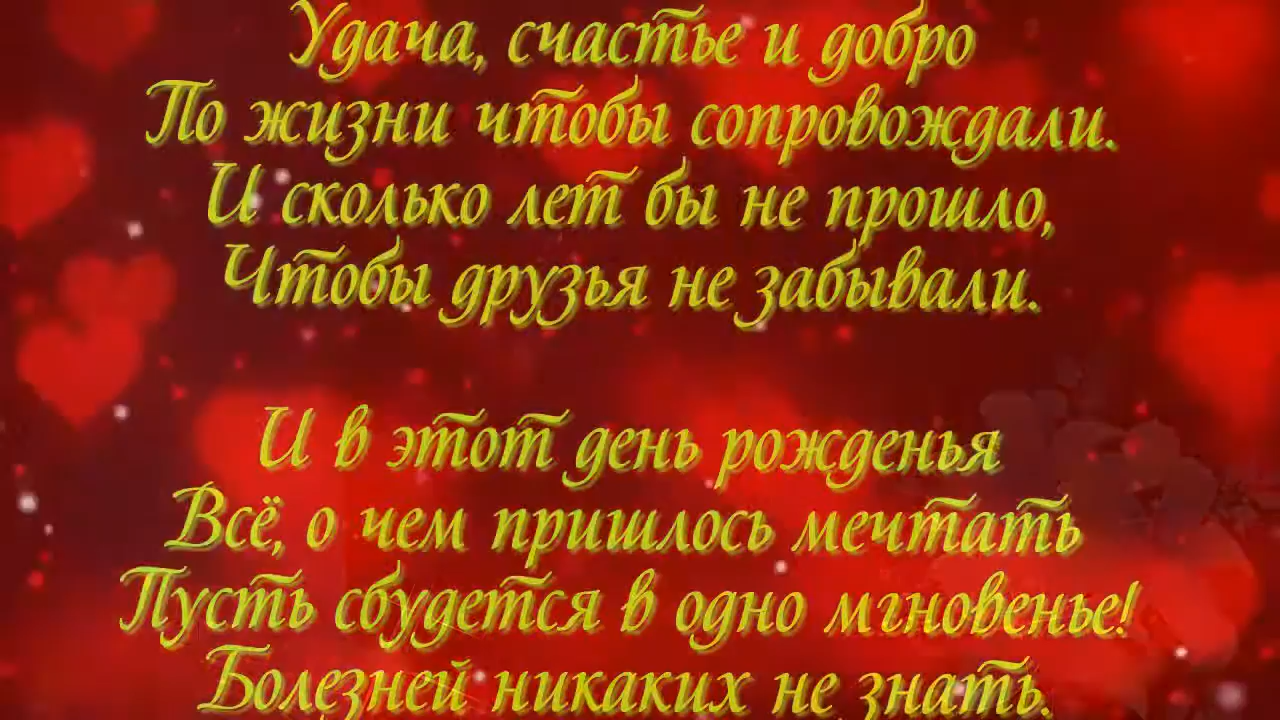 Удача, счастье и добро
По жизни чтобы сопровождали.
И сколько лет бы не прошло,
Чтобы друзья не забывали.
И в этот день рожденья
Всё, о чем пришлось мечтать
Пусть сбудется в одно мгновенье!
Болезней никаких не знать.